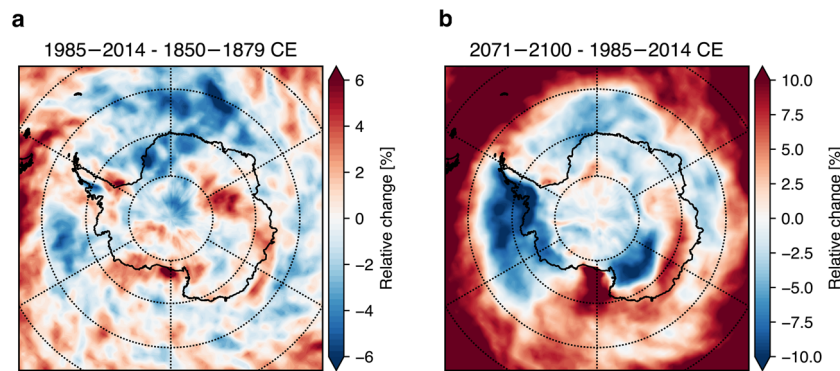 a
1985−2014 - 1850−1879 CE
6
4
2
0
−2
−4
−6
Relative change [%]
b
2071−2100 - 1985−2014 CE
10.0
7.5
5.0
2.5
0.0
−2.5
−5.0
−7.5
−10.0
Relative change [%]